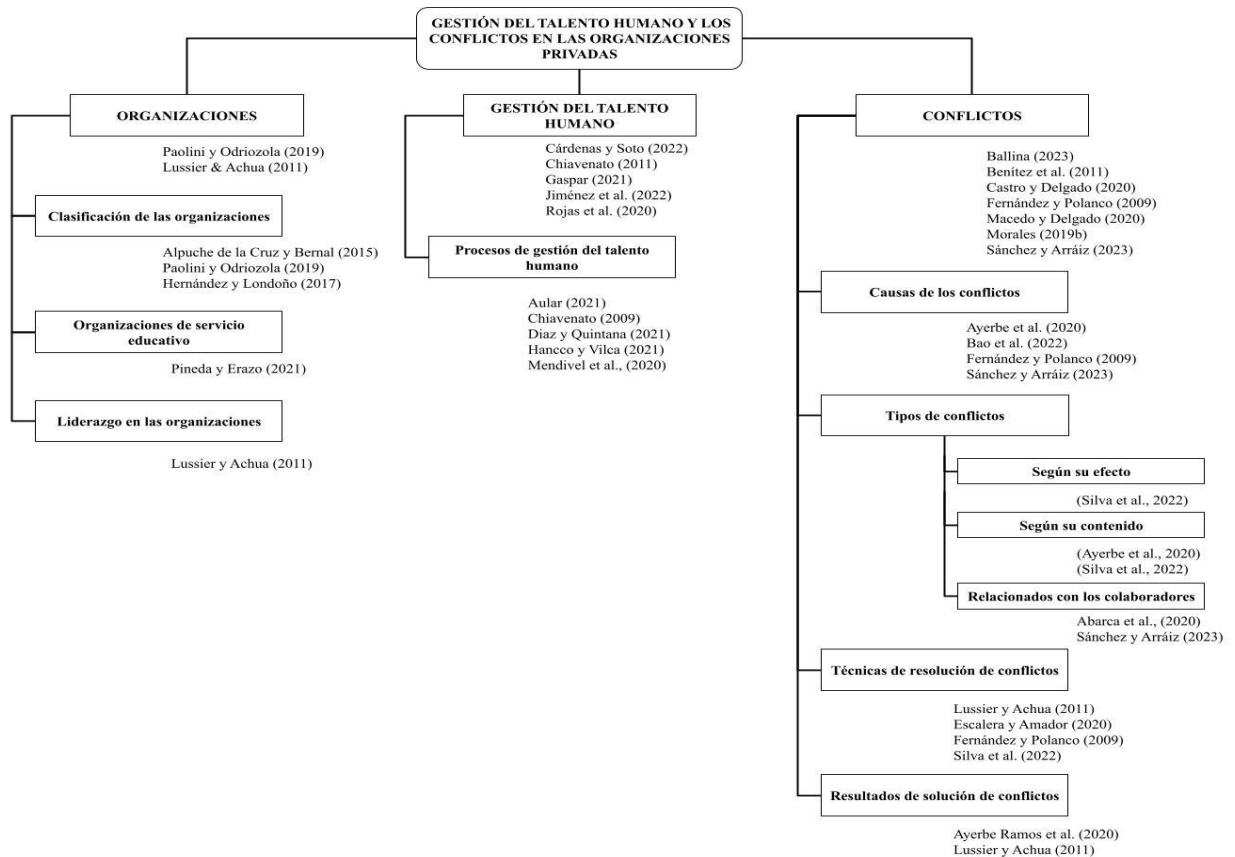 GESTIÓN DEL TALENTO HUMANO Y LOS
CONFLICTOS EN LAS ORGANIZACIONES
PRIVADAS
ORGANIZACIONES
Paolini y Odriozola (2019)
Lussier & Achua (2011)
Clasificación de las organizaciones
Alpuche de la Cruz y Bernal (2015)
Paolini y Odriozola (2019)
Hernández y Londoño (2017)
Organizaciones de servicio
educativo
Pineda y Erazo (2021)
Liderazgo en las organizaciones
Lussier y Achua (2011)
GESTIÓN DEL TALENTO
HUMANO
Cárdenas y Soto (2022)
Chiavenato (2011)
Gaspar (2021)
Jiménez et al. (2022)
Rojas et al. (2020)
Procesos de gestión del talento
humano
Aular (2021)
Chiavenato (2009)
Diaz y Quintana (2021)
Hancco y Vilca (2021)
Mendivel et al., (2020)
CONFLICTOS
Ballina (2023)
Benítez et al. (2011)
Castro y Delgado (2020)
Fernández y Polanco (2009)
Macedo y Delgado (2020)
Morales (2019b)
Sánchez y Arráiz (2023)
Causas de los conflictos
Ayerbe et al. (2020)
Bao et al. (2022)
Fernández y Polanco (2009)
Sánchez y Arráiz (2023)
Tipos de conflictos
Según su efecto
(Silva et al., 2022)
Según su contenido
(Ayerbe et al., 2020)
(Silva et al., 2022)
Relacionados con los colaboradores
Abarca et al., (2020)
Sánchez y Arráiz (2023)
Técnicas de resolución de conflictos
Lussier y Achua (2011)
Escalera y Amador (2020)
Fernández y Polanco (2009)
Silva et al. (2022)
Resultados de solución de conflictos
Ayerbe Ramos et al. (2020)
Lussier y Achua (2011)